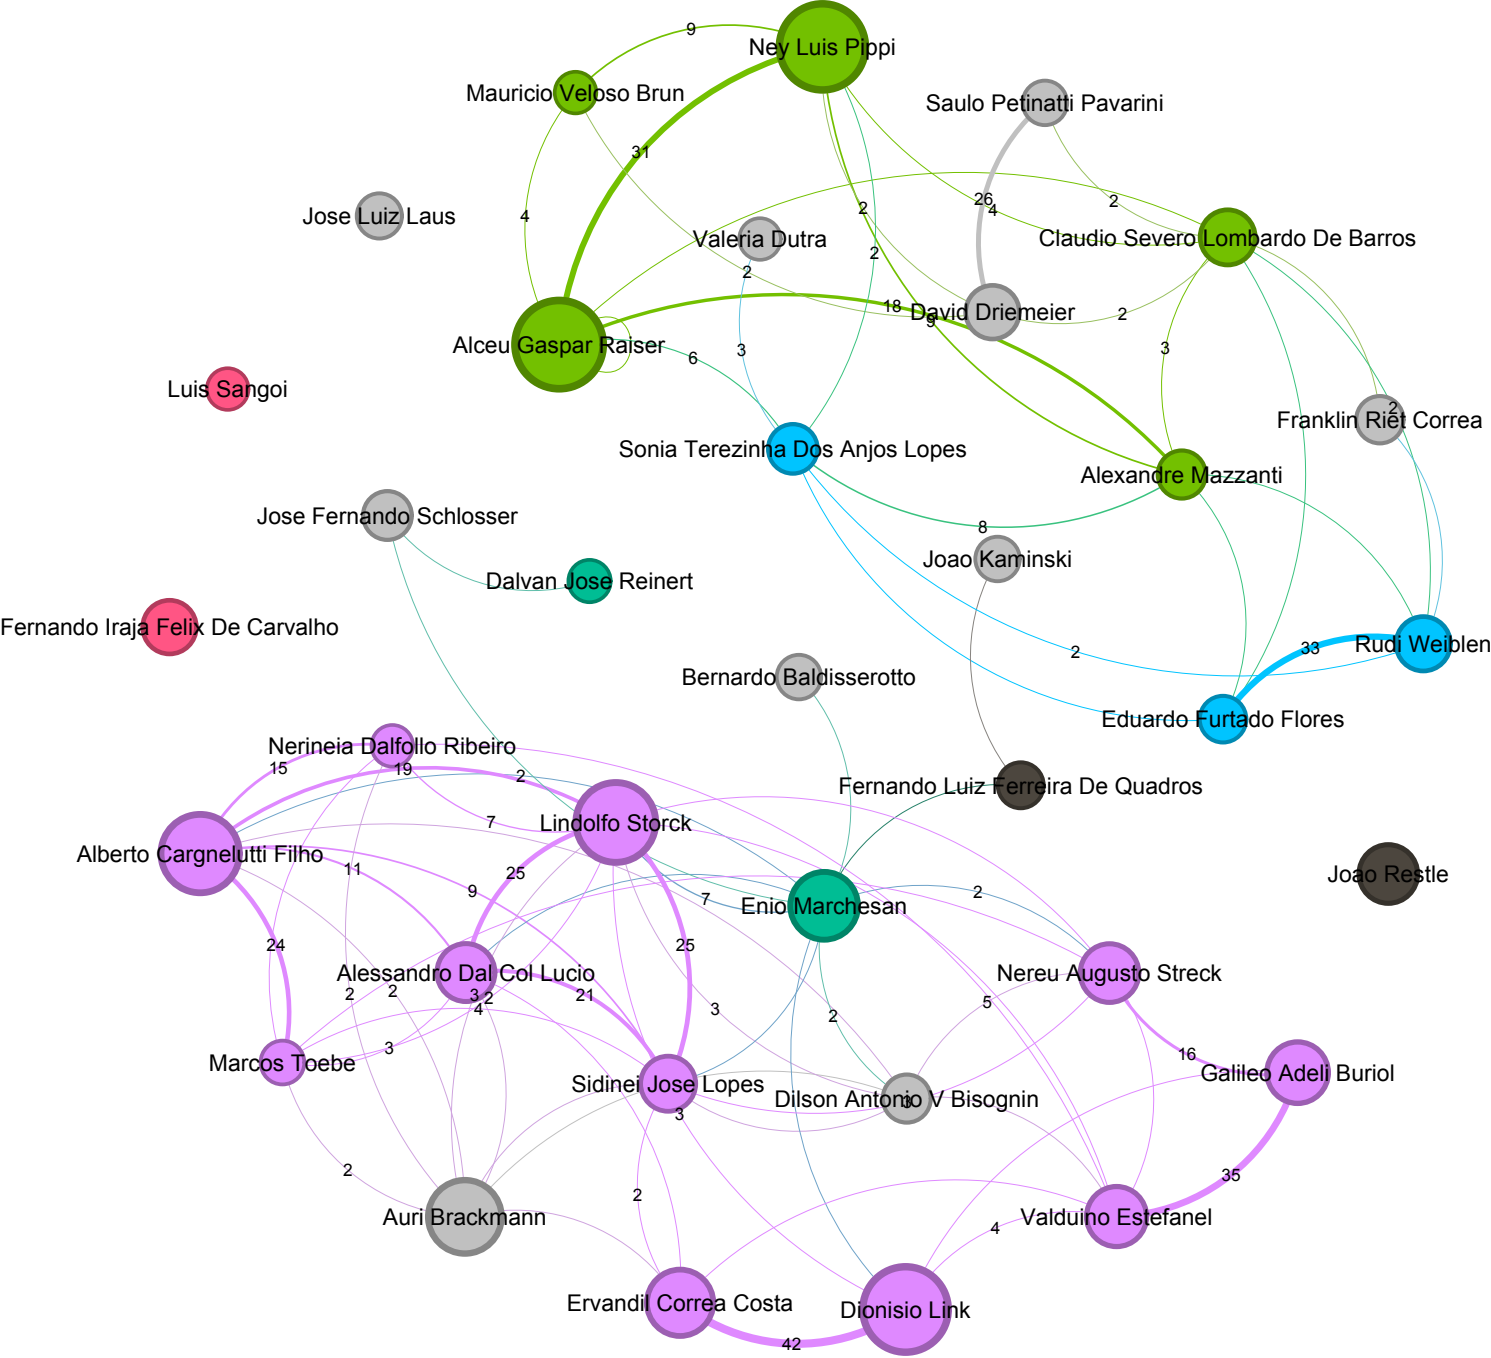 9
Ney Luis Pippi
Mauricio Veloso Brun
Saulo Petinatti Pavarini
31
26
2
2
4
Jose Luiz Laus
4
Valeria Dutra
Claudio Severo Lombardo De Barros
2
2
3
18
9
David Driemeier
2
Alceu Gaspar Raiser
6
3
Luis Sangoi
2
Franklin Riet Correa
Sonia Terezinha Dos Anjos Lopes
Alexandre Mazzanti
Jose Fernando Schlosser
8
Joao Kaminski
Dalvan Jose Reinert
Fernando Iraja Felix De Carvalho
2
33
Rudi Weiblen
Bernardo Baldisserotto
Eduardo Furtado Flores
Nerineia Dalfollo Ribeiro
15
19
2
Fernando Luiz Ferreira De Quadros
7
Lindolfo Storck
Alberto Cargnelutti Filho
11
25
Joao Restle
9
7
2
Enio Marchesan
24
25
Alessandro Dal Col Lucio
Nereu Augusto Streck
2
2
3
2
4
21
3
2
5
3
Marcos Toebe
16
Sidinei Jose Lopes
Galileo Adeli Buriol
Dilson Antonio V Bisognin
3
3
2
35
2
Auri Brackmann
Valduino Estefanel
4
Ervandil Correa Costa
Dionisio Link
42